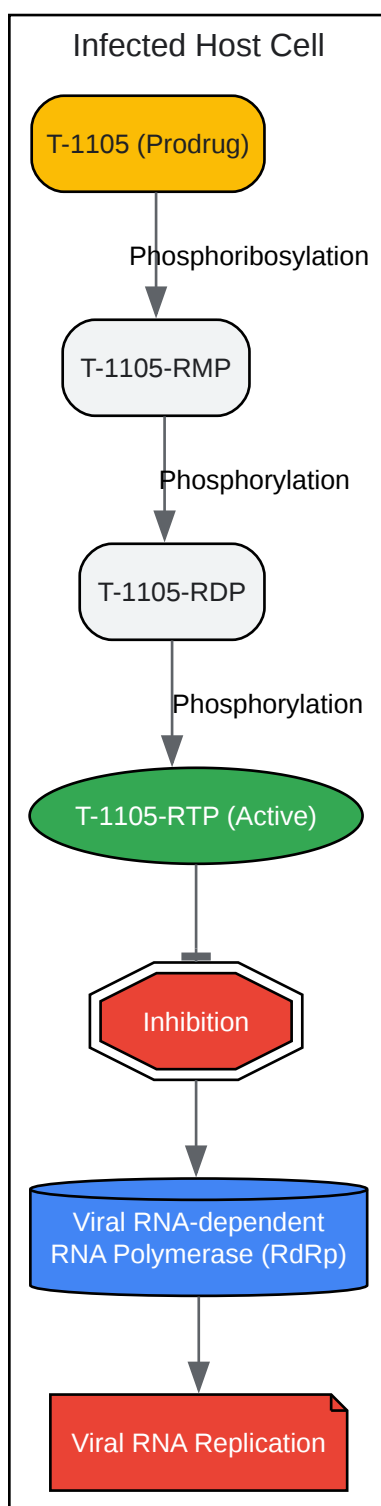 Infected Host Cell
T-1105 (Prodrug)
Phosphoribosylation
T-1105-RMP
Phosphorylation
T-1105-RDP
Phosphorylation
T-1105-RTP (Active)
Inhibition
Viral RNA-dependent
RNA Polymerase (RdRp)
Viral RNA Replication